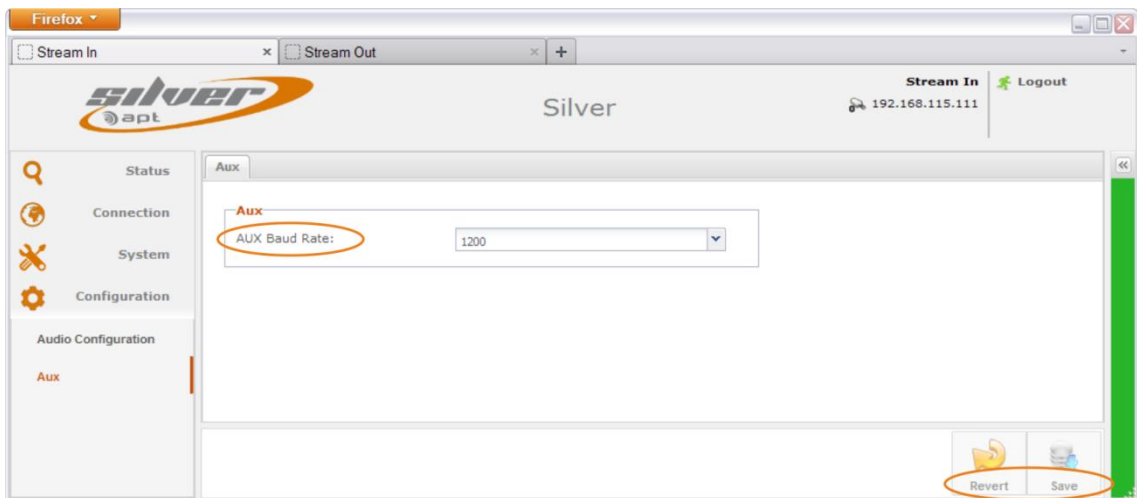 Firefox
Stream In
Stream Out
silver
apt
Silver
Stream In
192.168.115.111
Logout
Status
Connection
System
Configuration
Audio Configuration
Aux
Aux
Aux
AUX Baud Rate:
1200
Revert
Save